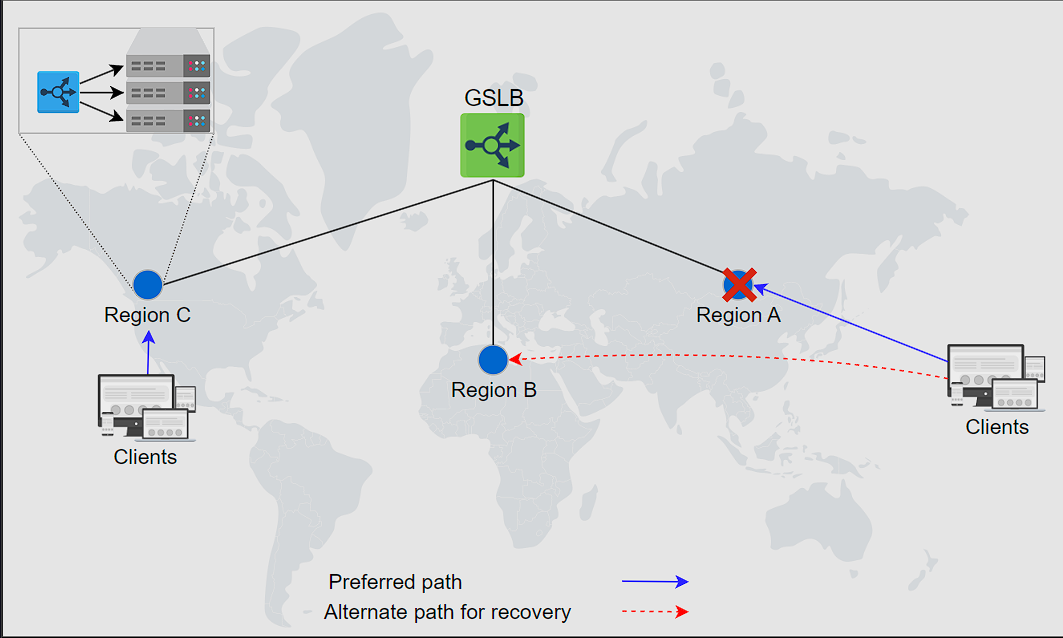 GSLB
Region C
Region A
Region B
Clients
Clients
Preferred path
Alternate path for recovery